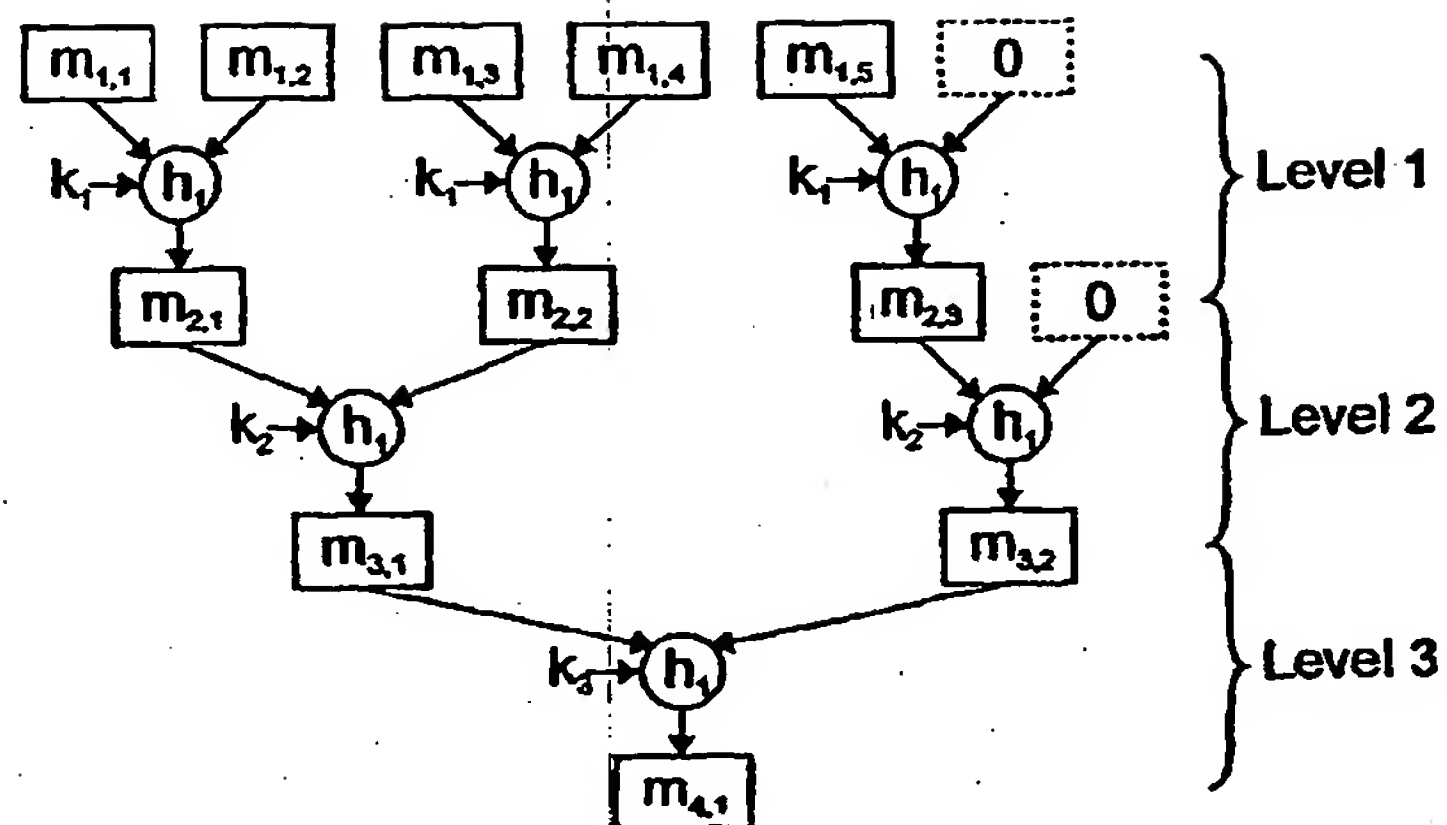 m1,1 m1,2 m1,3 m1,4 m1,5 0
k1 h1 k1 h1 k1 h1 Level 1
m2,1 m2,2 m2,3 0
k2 h1 k2 h1 Level 2
m3,1 m3,2
k3 h1 Level 3
m4,1